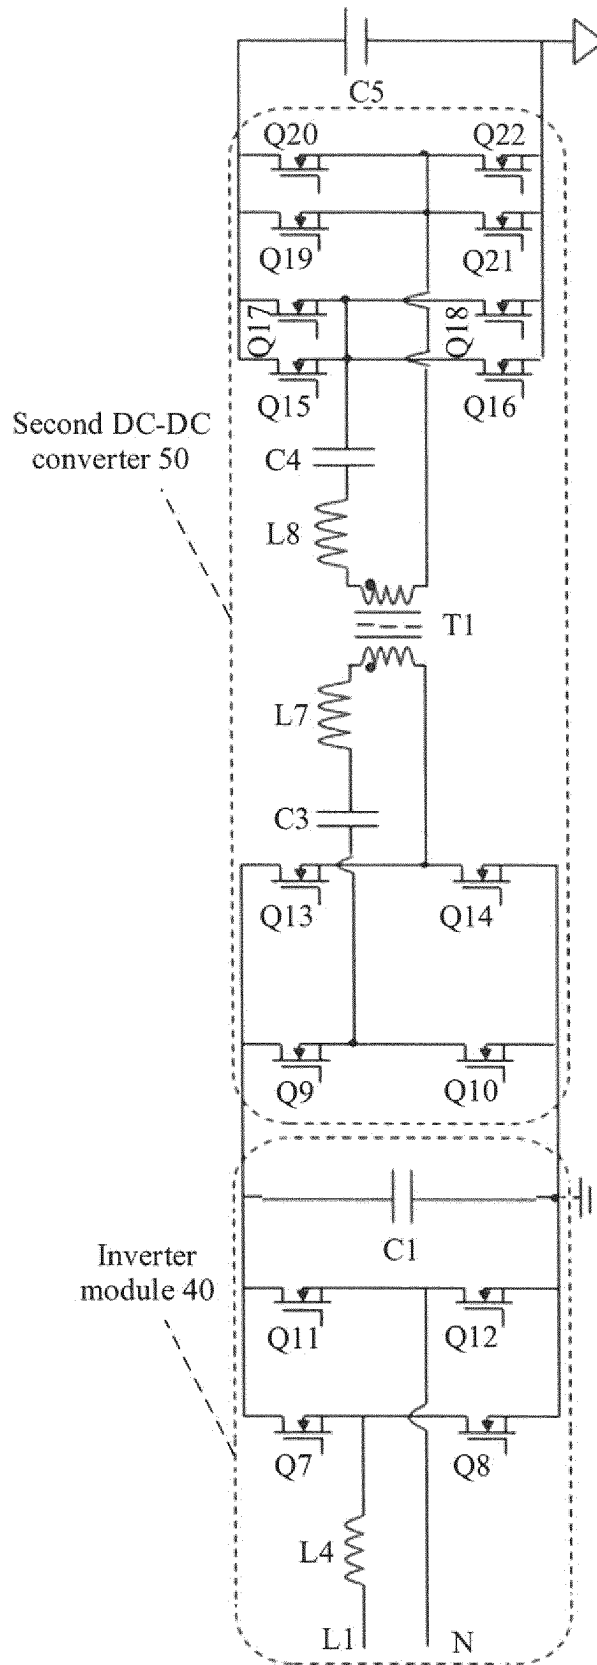 C5
Q20
Q22
Q19
Q21
Q17
Q18
Q15
Q16
Second DC-DC
converter 50
C4
L8
T1
L7
C3
Q13
Q14
Q9
Q10
C1
Inverter
module 40
Q11
Q12
Q7
Q8
L4
L1
N